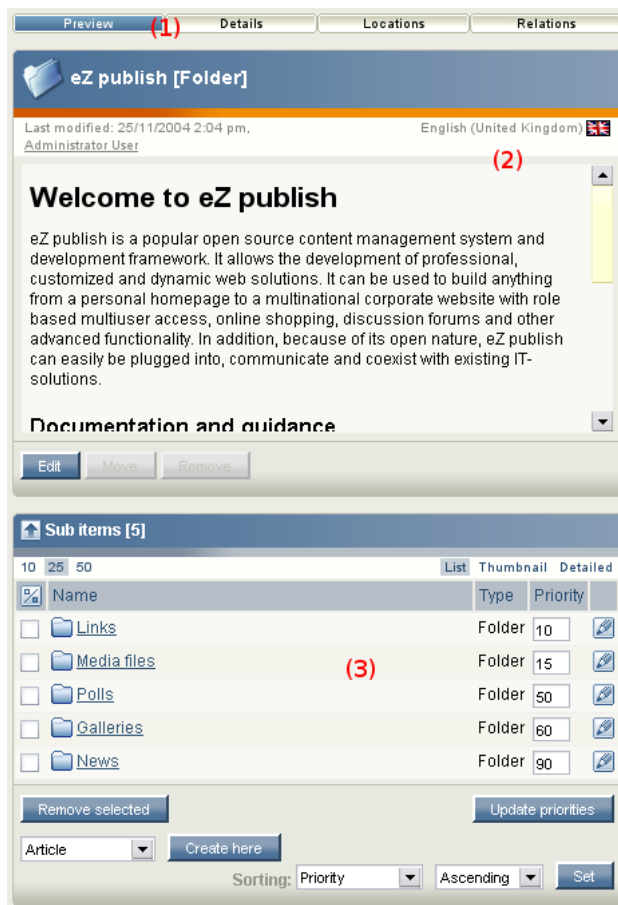 Preview (1) Details Locations Relations
eZ publish [Folder]
Last modified: 25/11/2004 2:04 pm, English (United Kingdom)
Administrator User
(2)
Welcome to eZ publish
eZ publish is a popular open source content management system and
development framework. It allows the development of professional,
customized and dynamic web solutions. It can be used to build anything
from a personal homepage to a multinational corporate website with role
based multiuser access, online shopping, discussion forums and other
advanced functionality. In addition, because of its open nature, eZ publish
can easily be plugged into, communicate and coexist with existing IT-
solutions.
Documentation and guidance
Edit Move Remove
Sub items [5]
10 25 50 List Thumbnail Detailed
Name Type Priority
Links Folder 10
Media files Folder 15
(3)
Polls Folder 50
Galleries Folder 60
News Folder 90
Remove selected Update priorities
Article Create here
Sorting: Priority Ascending Set